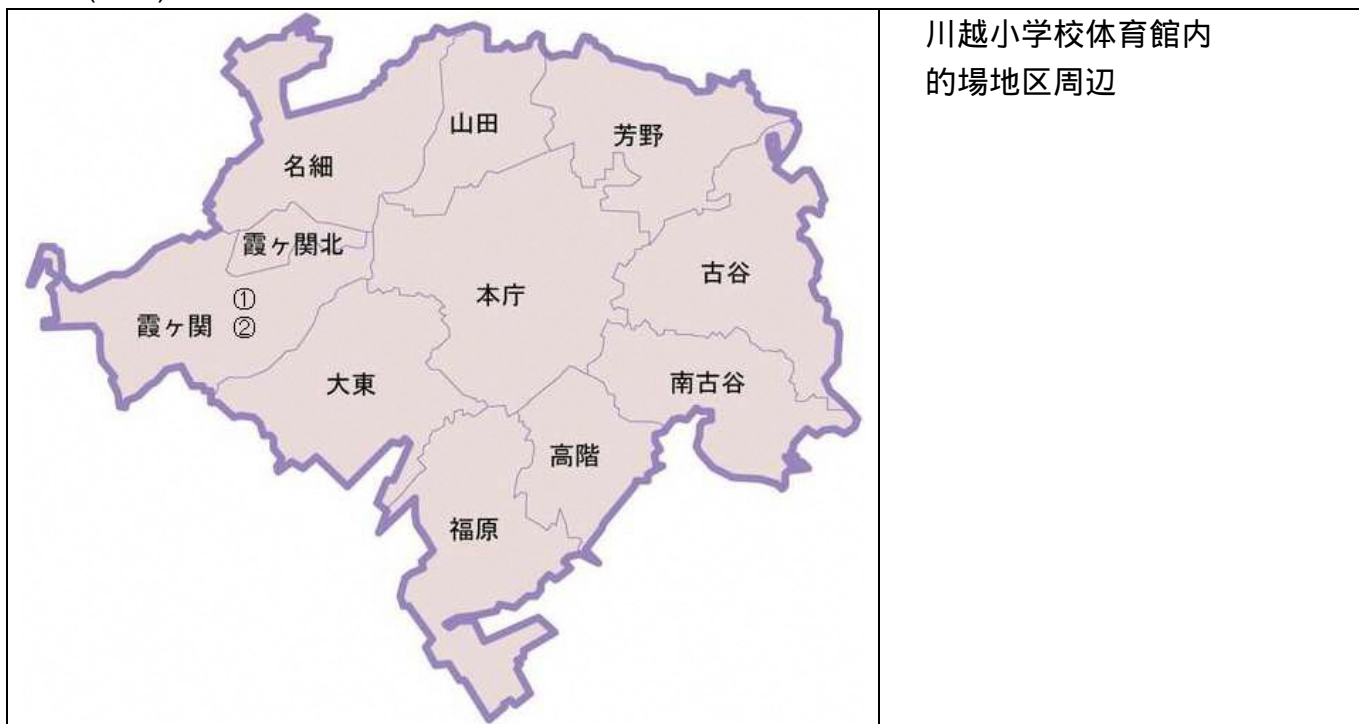 川越小学校体育館内
的場地区周辺
山田
芳野
名細
霞ヶ関北
古谷
本庁
①
霞ヶ関 ②
大東
南古谷
高階
福原